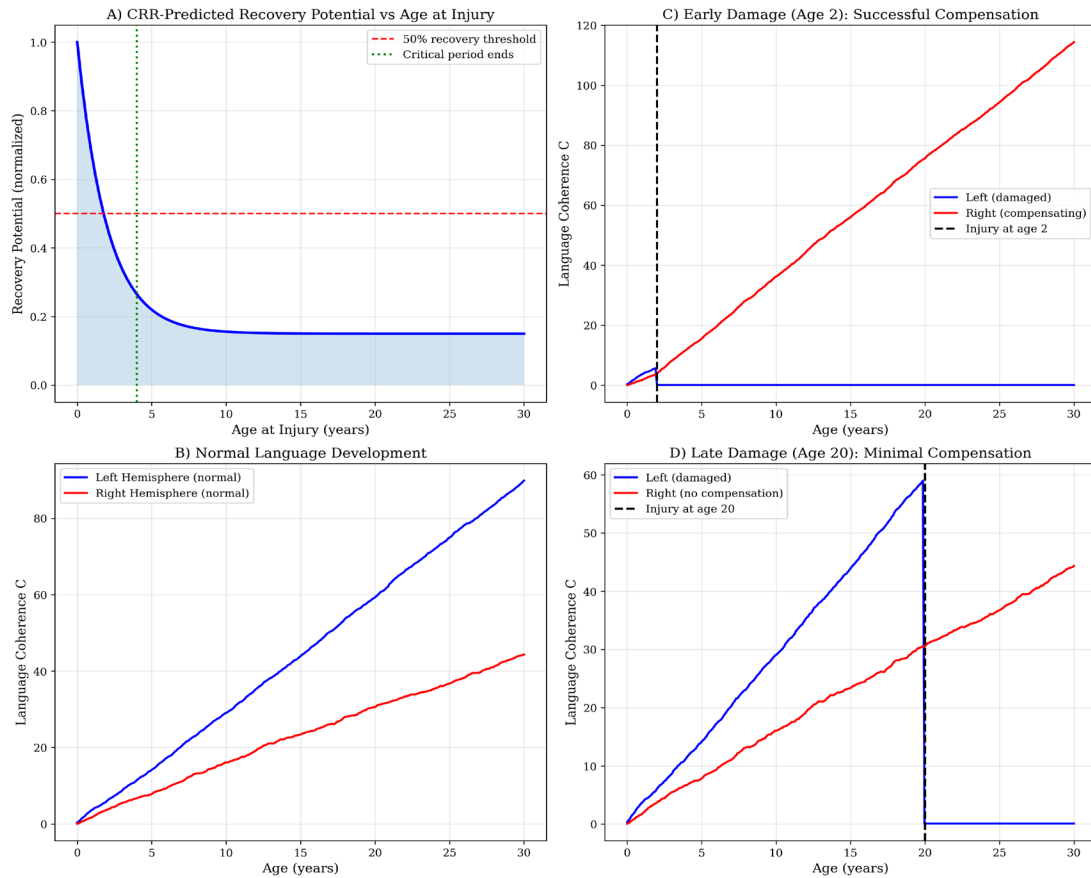 A) CRR-Predicted Recovery Potential vs Age at Injury
1.0
0.8
0.6
0.4
0.2
0.0
Recovery Potential (normalized)
50% recovery threshold
Critical period ends
0 5 10 15 20 25 30
Age at Injury (years)
C) Early Damage (Age 2): Successful Compensation
120
100
80
60
40
20
0
Language Coherence C
Left (damaged)
Right (compensating)
Injury at age 2
0 5 10 15 20 25 30
Age (years)
B) Normal Language Development
Left Hemisphere (normal)
Right Hemisphere (normal)
80
60
40
20
0
Language Coherence C
0 5 10 15 20 25 30
Age (years)
D) Late Damage (Age 20): Minimal Compensation
Left (damaged)
Right (no compensation)
Injury at age 20
60
50
40
30
20
10
0
Language Coherence C
0 5 10 15 20 25 30
Age (years)